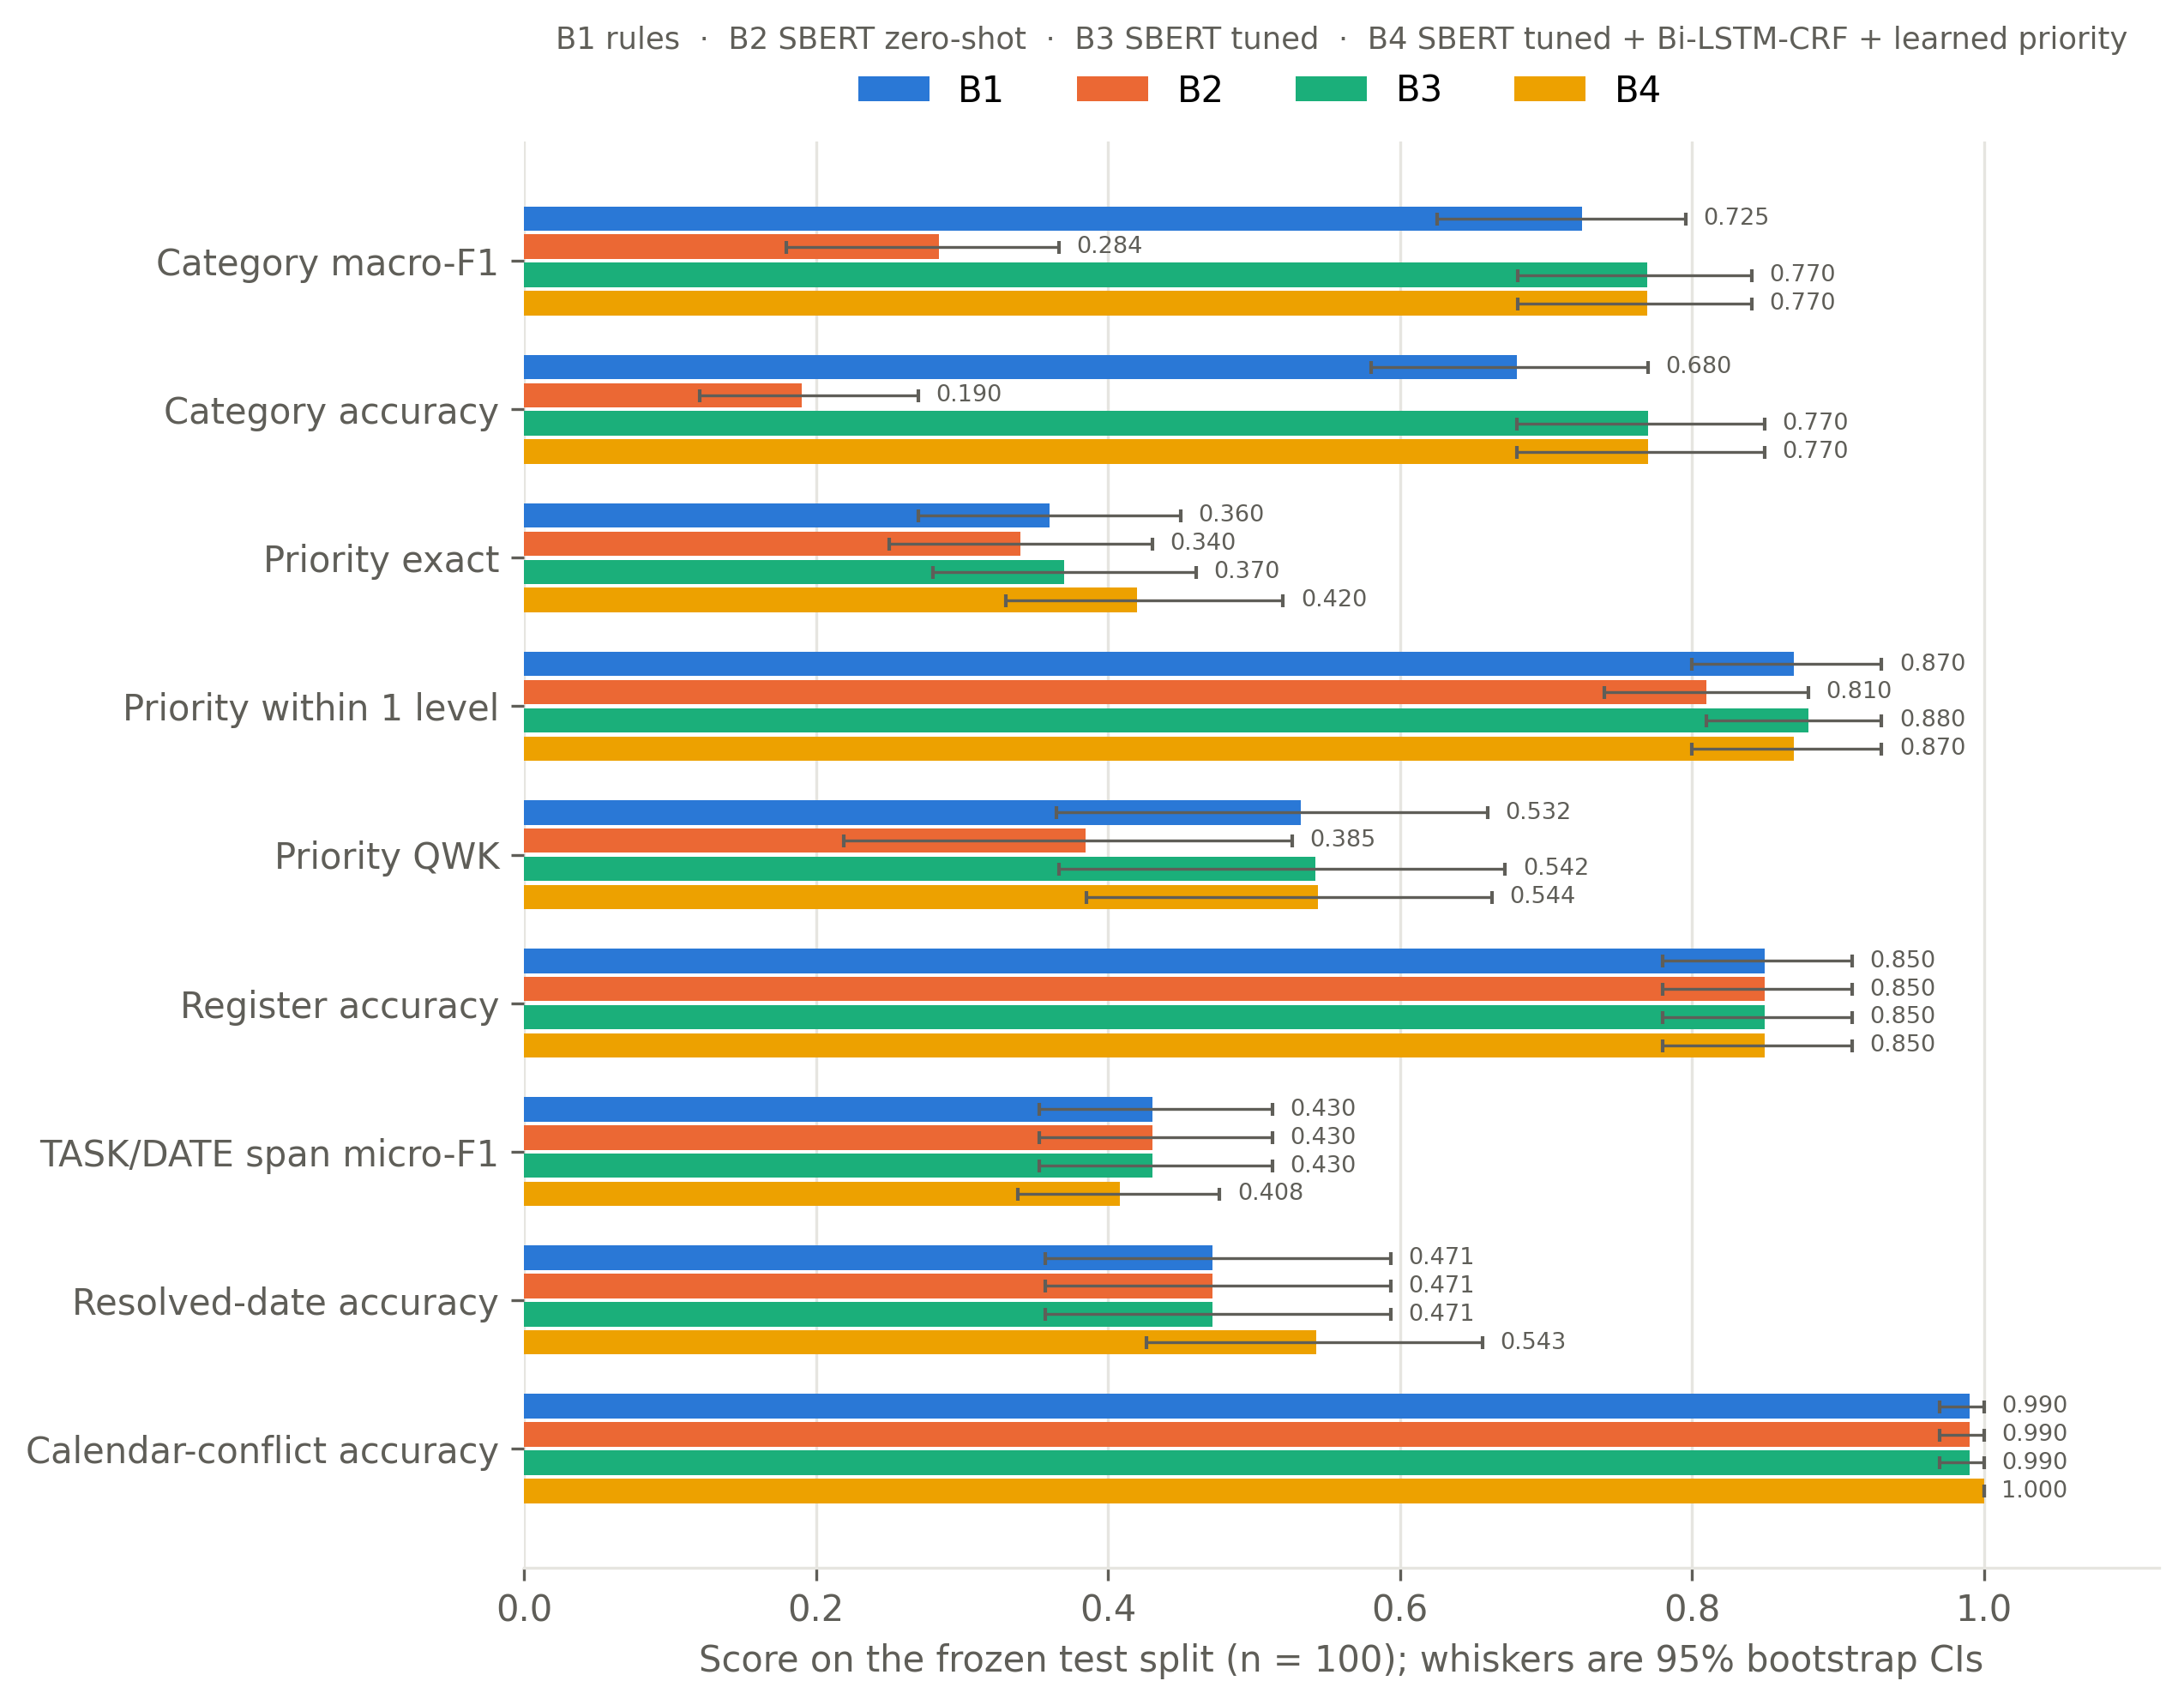 B1 rules · B2 SBERT zero-shot · B3 SBERT tuned · B4 SBERT tuned + Bi-LSTM-CRF + learned priority
B1 B2 B3 B4
Category macro-F1
0.725
0.284
0.770
0.770
Category accuracy
0.680
0.190
0.770
0.770
Priority exact
0.360
0.340
0.370
0.420
Priority within 1 level
0.870
0.810
0.880
0.870
Priority QWK
0.532
0.385
0.542
0.544
Register accuracy
0.850
0.850
0.850
0.850
TASK/DATE span micro-F1
0.430
0.430
0.430
0.408
Resolved-date accuracy
0.471
0.471
0.471
0.543
Calendar-conflict accuracy
0.990
0.990
0.990
1.000
0.0 0.2 0.4 0.6 0.8 1.0
Score on the frozen test split (n = 100); whiskers are 95% bootstrap CIs